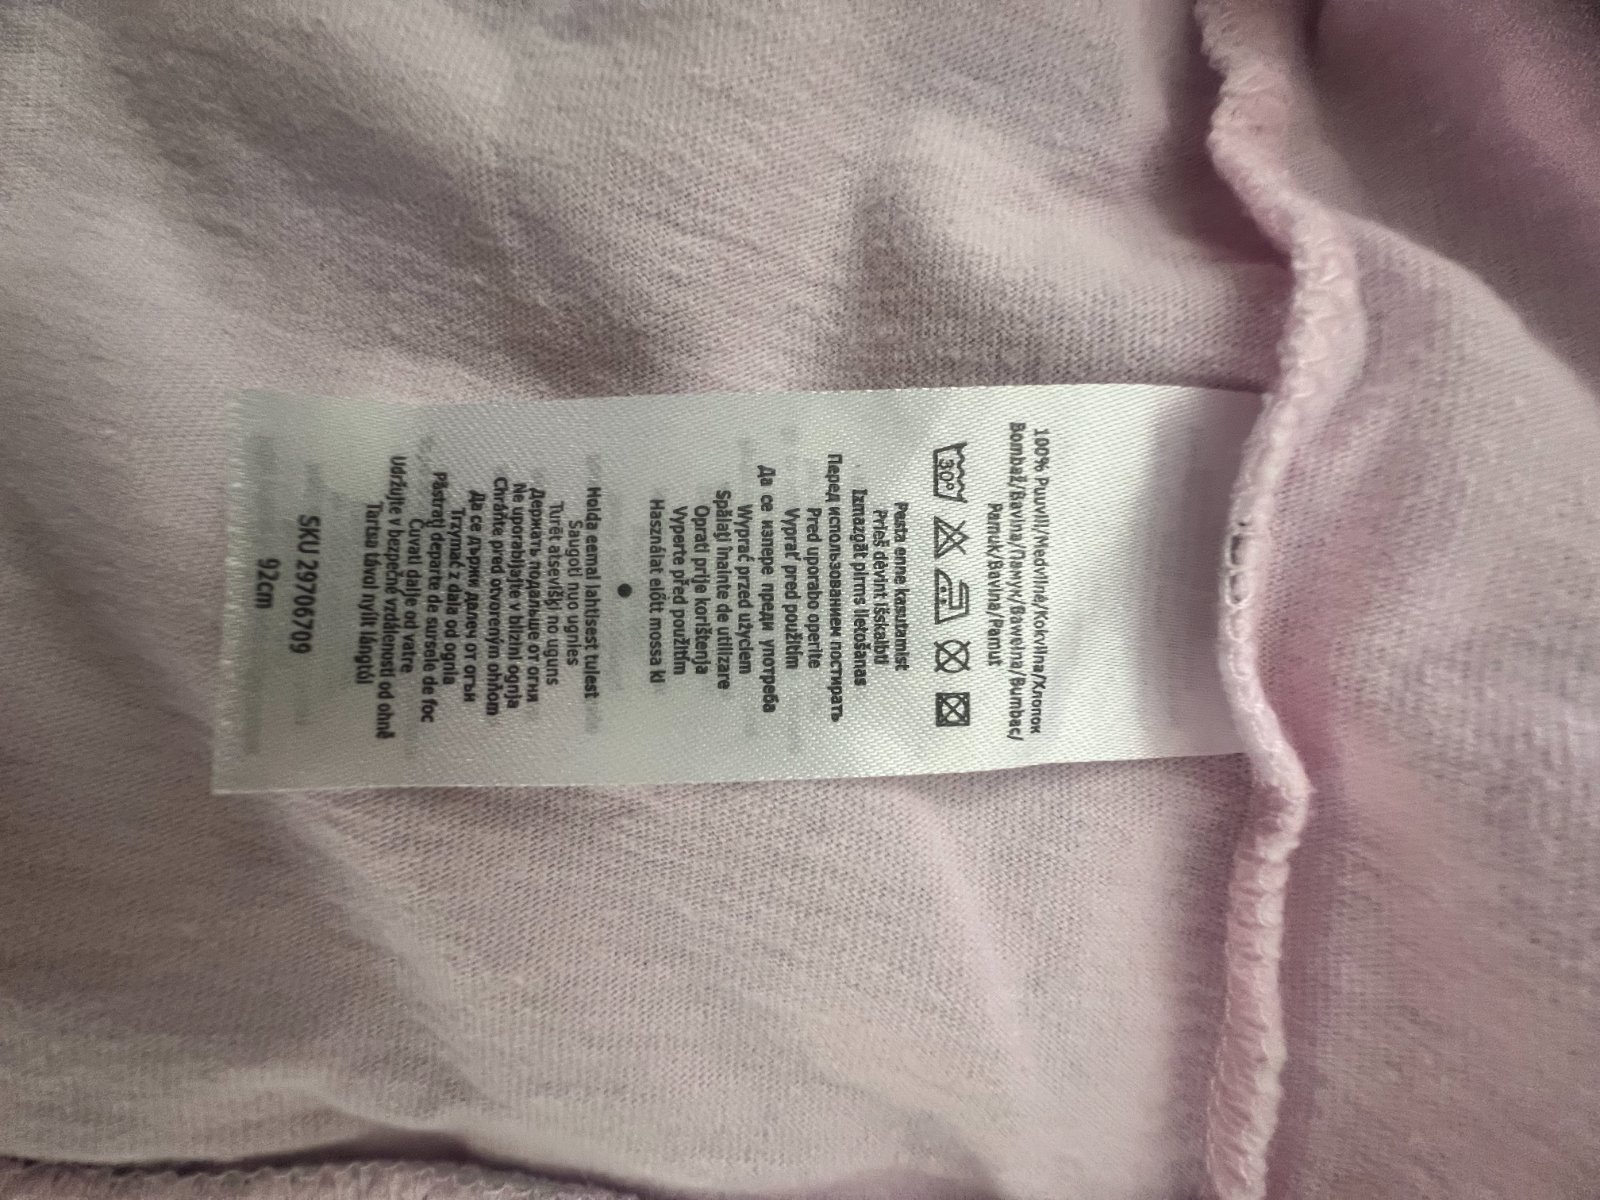 100% Puuvill/Medvilnė/Kokvilna/Хлопок
Bombaž/Bavlna/Памук/Bawełna/Bumbac/
Pamuk/Bavlna/Pamut
30°
Pesta enne kasutamist
Prieš dėvint išskalbti
Izmazgāt pirms lietošanas
Перед использованием постирать
Pred uporabo operite
Vyprať pred použitím
Да се изпере преди употреба
Wyprać przed użyciem
Spălați înainte de utilizare
Oprati prije korištenja
Vyperte před použitím
Használat előtt mossa ki
Hoida eemal lahtisest tulest
Saugoti nuo ugnies
Turēt atsevišķi no uguns
Держать подальше от огня
Ne uporabljajte v bližini ognja
Chráňte pred otvoreným ohňom
Да се държи далеч от огън
Trzymać z dala od ognia
Păstrați departe de sursele de foc
Čuvati dalje od vatre
Udržujte v bezpečné vzdálenosti od ohně
Tartsa távol nyílt lángtól
SKU 29706709
92cm